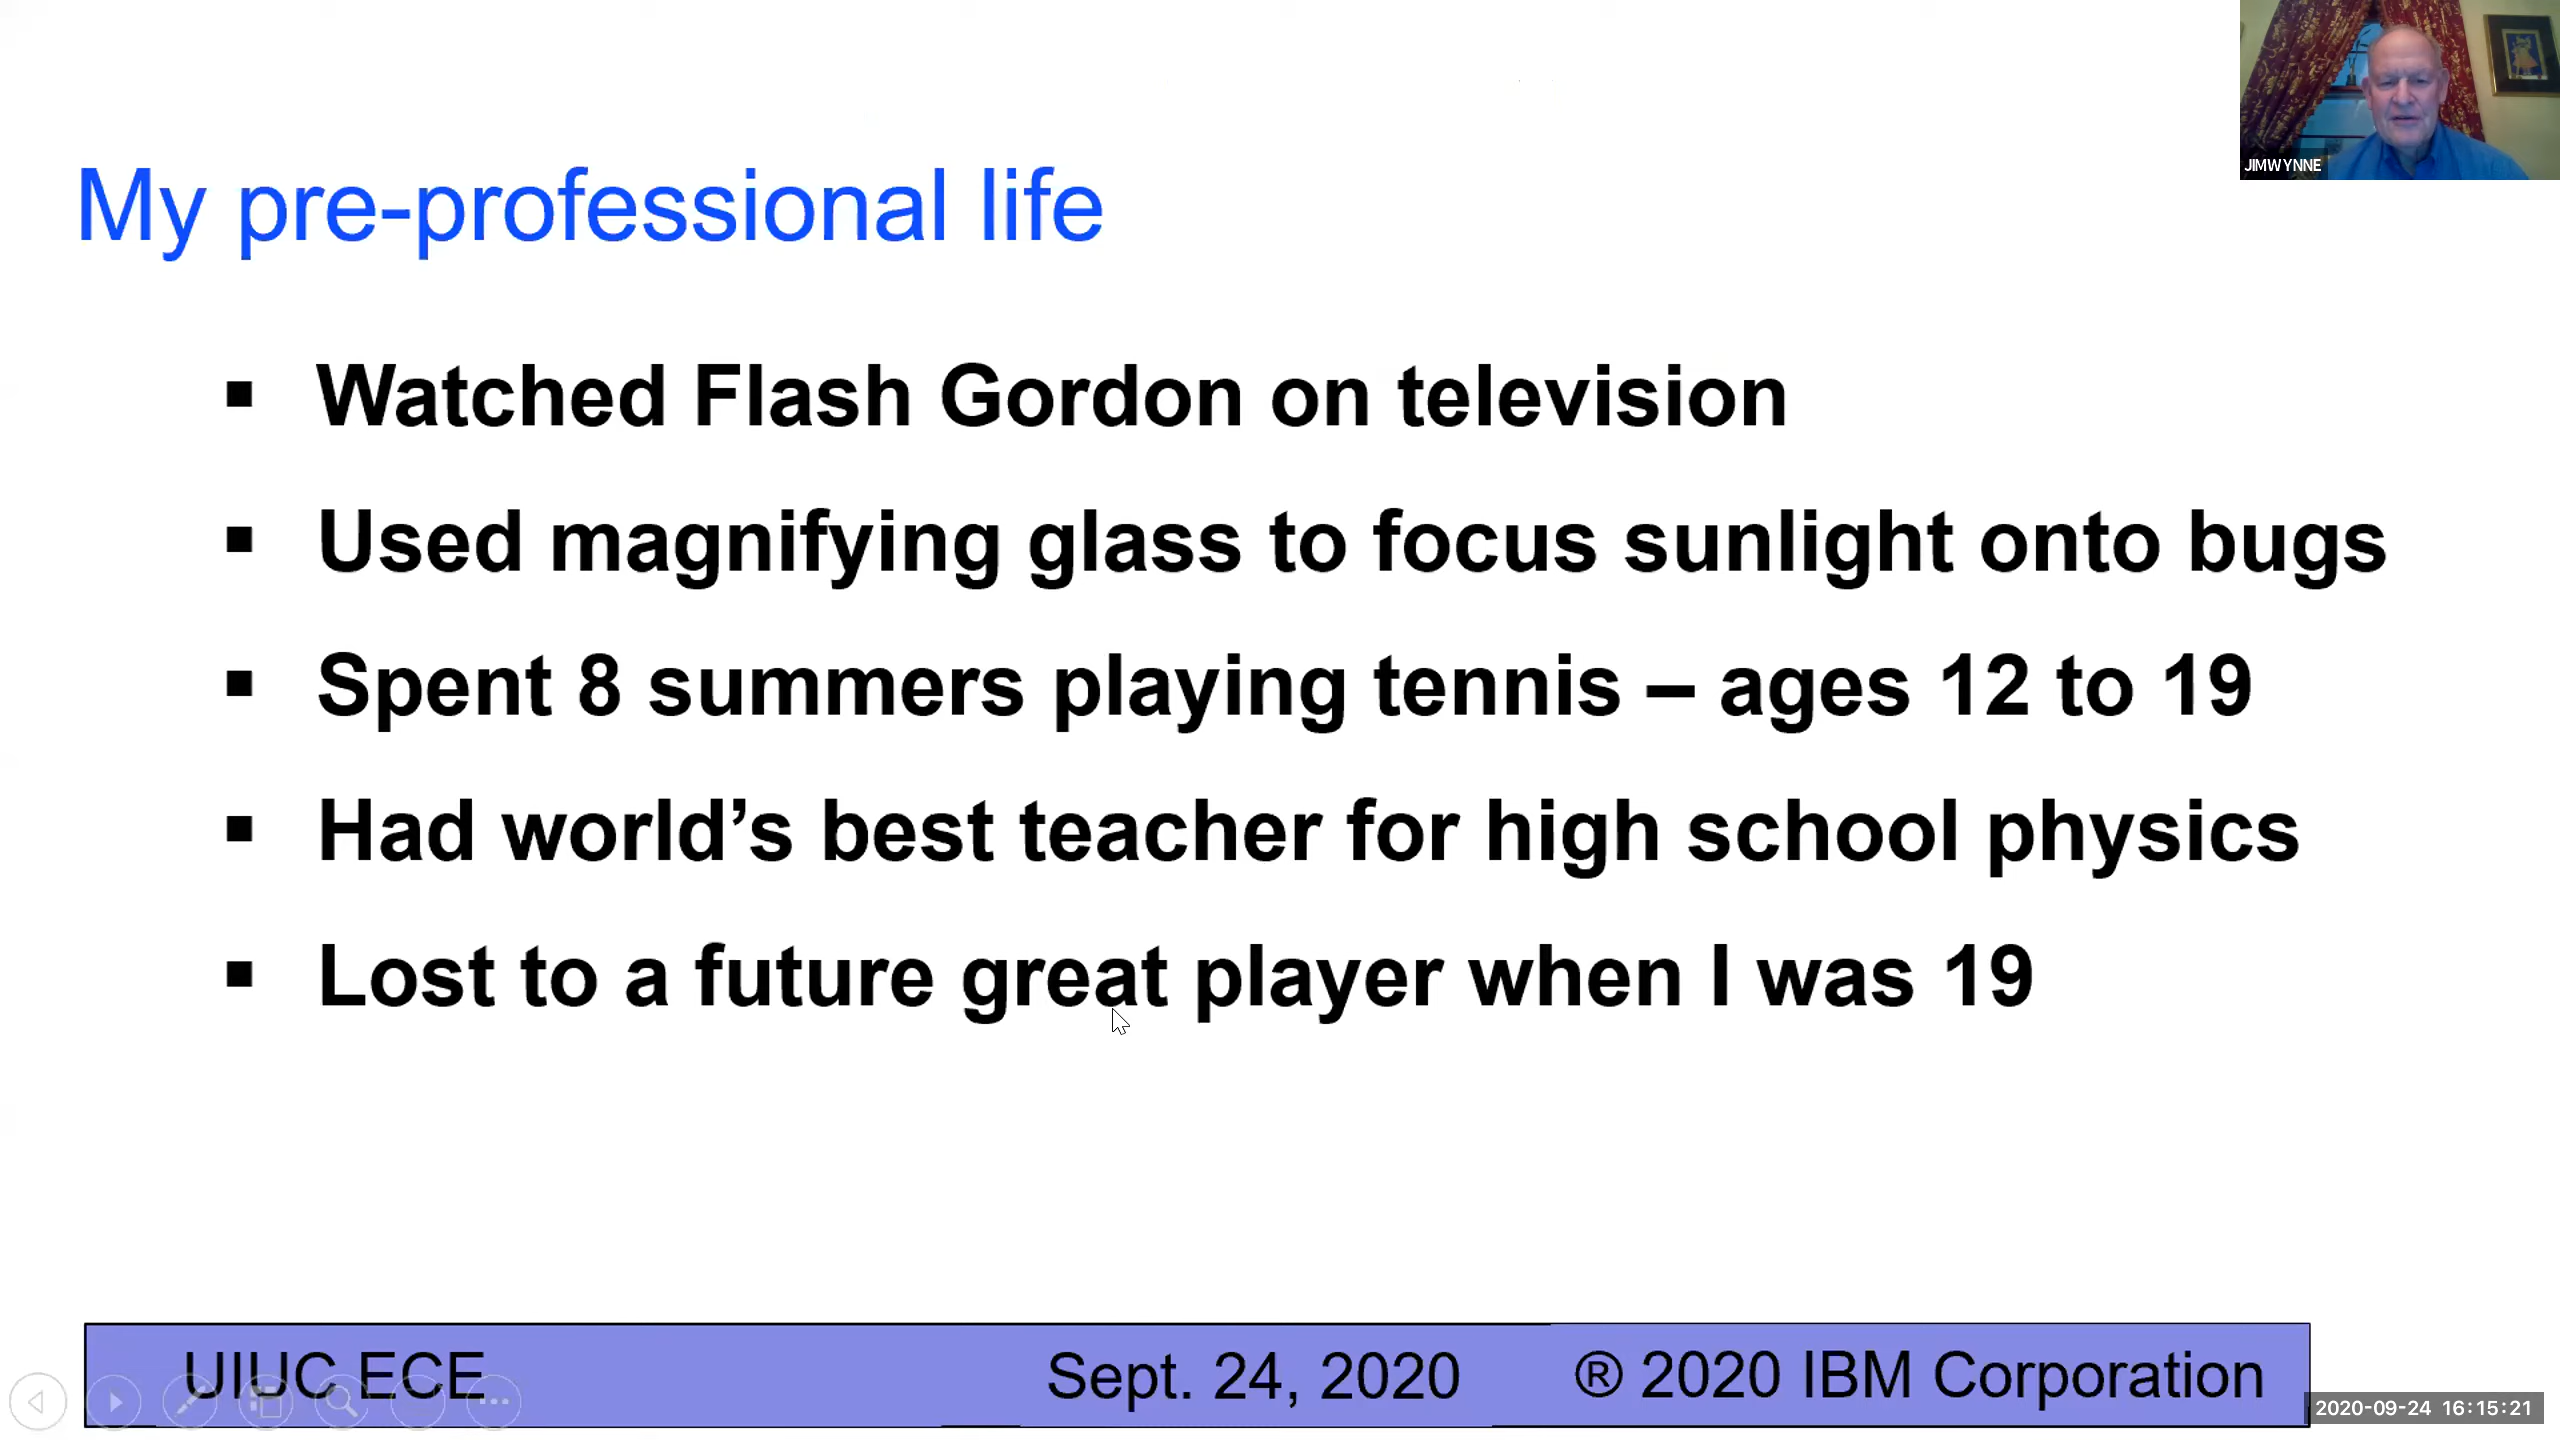 JIMWYNNE
My pre-professional life
▪ Watched Flash Gordon on television
▪ Used magnifying glass to focus sunlight onto bugs
▪ Spent 8 summers playing tennis – ages 12 to 19
▪ Had world’s best teacher for high school physics
▪ Lost to a future great player when I was 19
UIUC ECE Sept. 24, 2020 ® 2020 IBM Corporation
2020-09-24 16:15:21